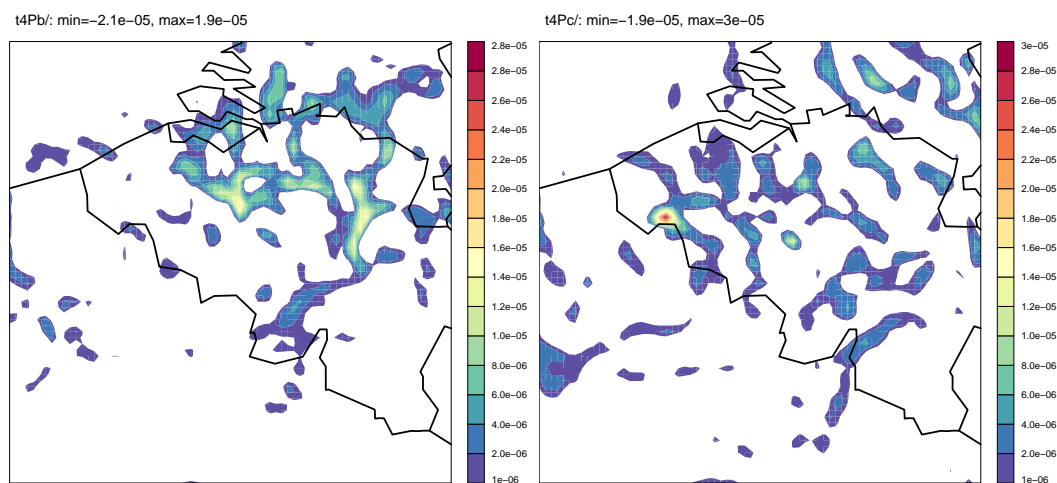 t4Pb/: min=−2.1e−05, max=1.9e−05
2.8e−05
2.6e−05
2.4e−05
2.2e−05
2.0e−05
1.8e−05
1.6e−05
1.4e−05
1.2e−05
1.0e−05
8.0e−06
6.0e−06
4.0e−06
2.0e−06
1e−06
t4Pc/: min=−1.9e−05, max=3e−05
3e−05
2.8e−05
2.6e−05
2.4e−05
2.2e−05
2.0e−05
1.8e−05
1.6e−05
1.4e−05
1.2e−05
1.0e−05
8.0e−06
6.0e−06
4.0e−06
2.0e−06
1e−06